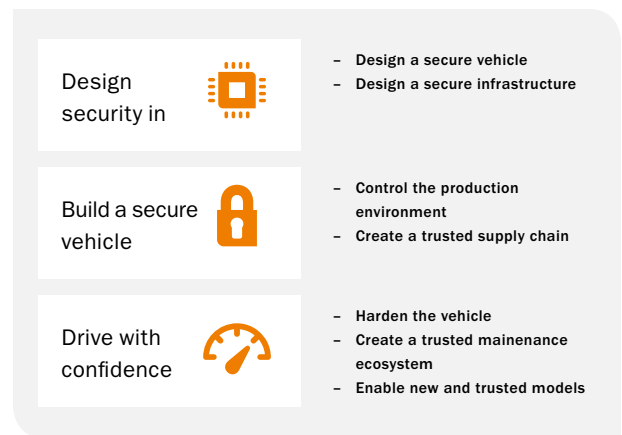 Design
security in
– Design a secure vehicle
– Design a secure infrastructure
Build a secure
vehicle
– Control the production
environment
– Create a trusted supply chain
Drive with
confidence
– Harden the vehicle
– Create a trusted mainenance
ecosystem
– Enable new and trusted models